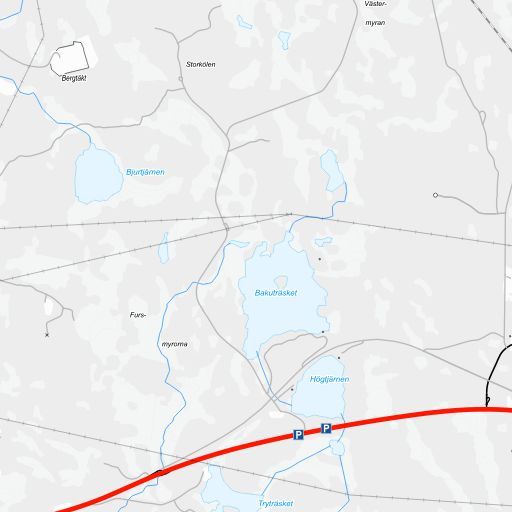 Väster-
myran
Storkölen
Bergtäkt
Bjurtjärnen
Bakuträsket
Furs-
myrorna
Högtjärnen
P
P
Tryträsket